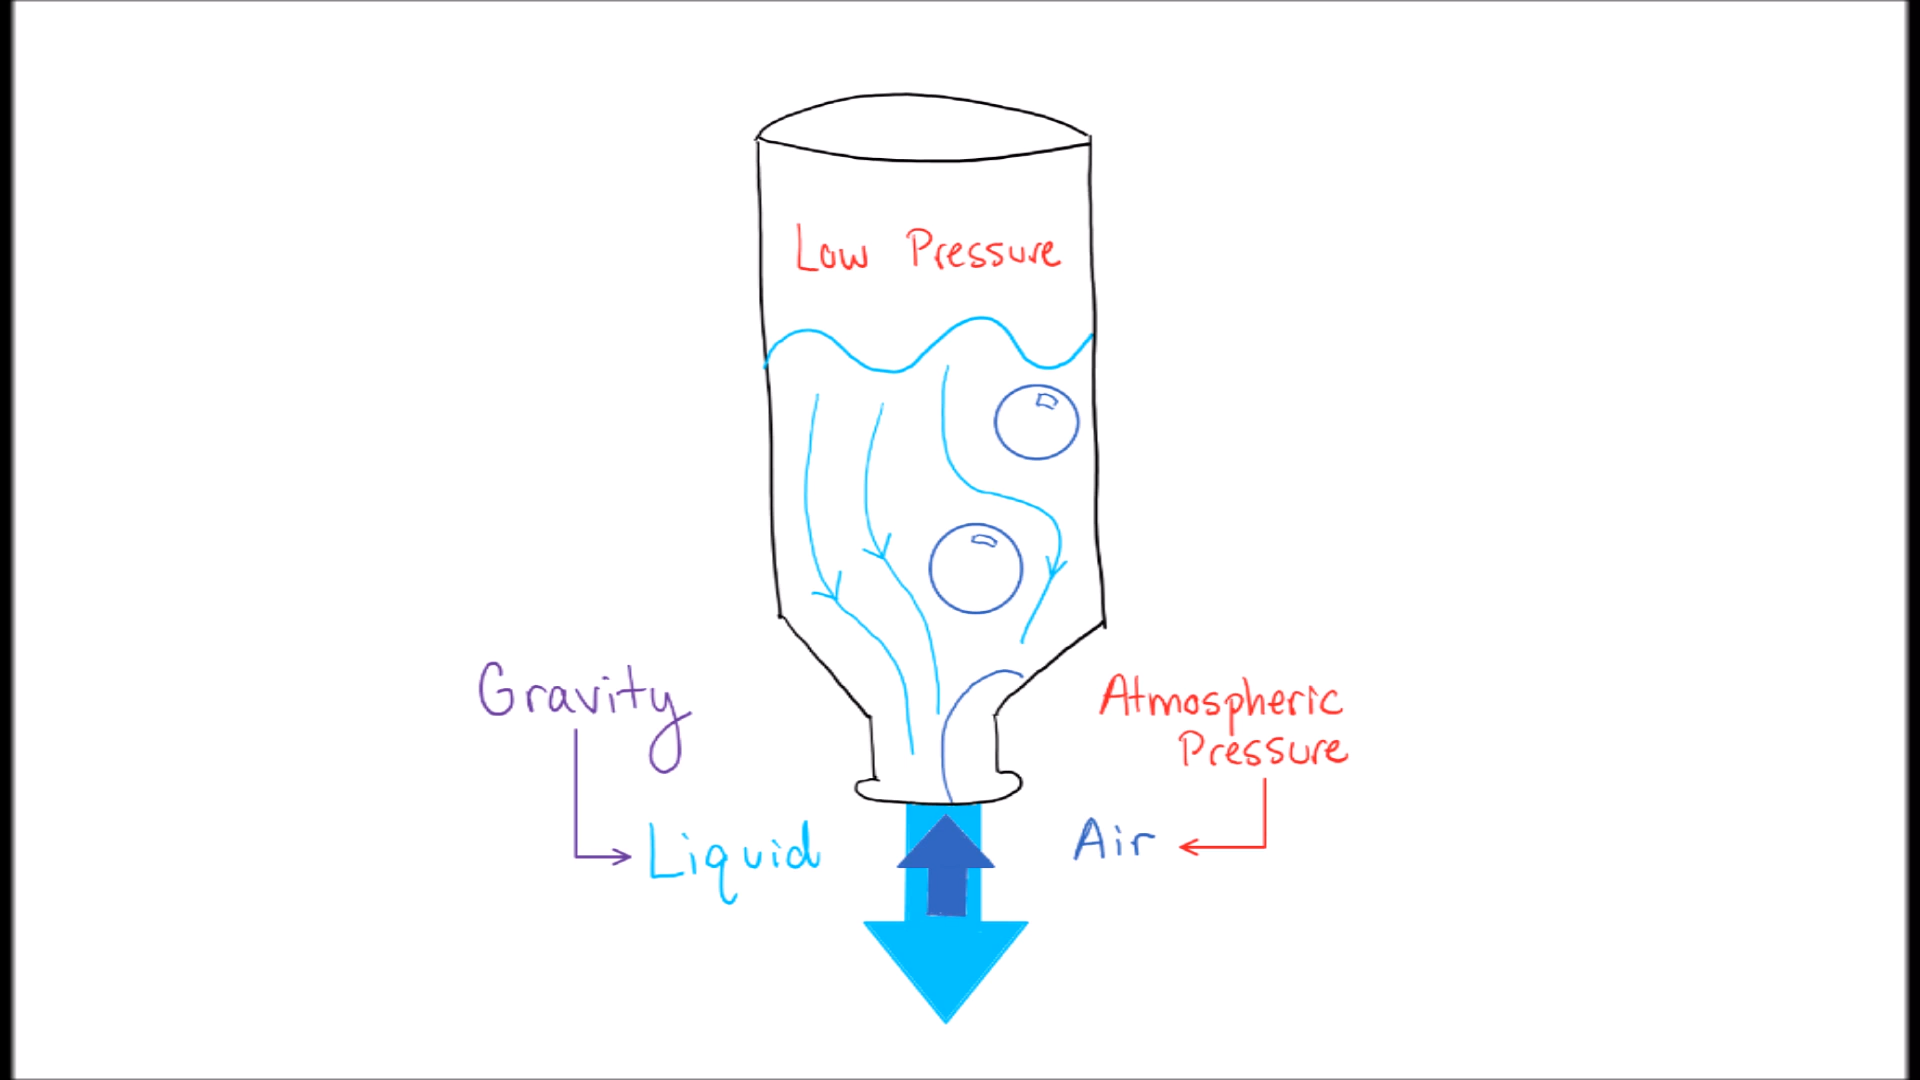 Low Pressure
Gravity
Liquid
Atmospheric
Pressure
Air